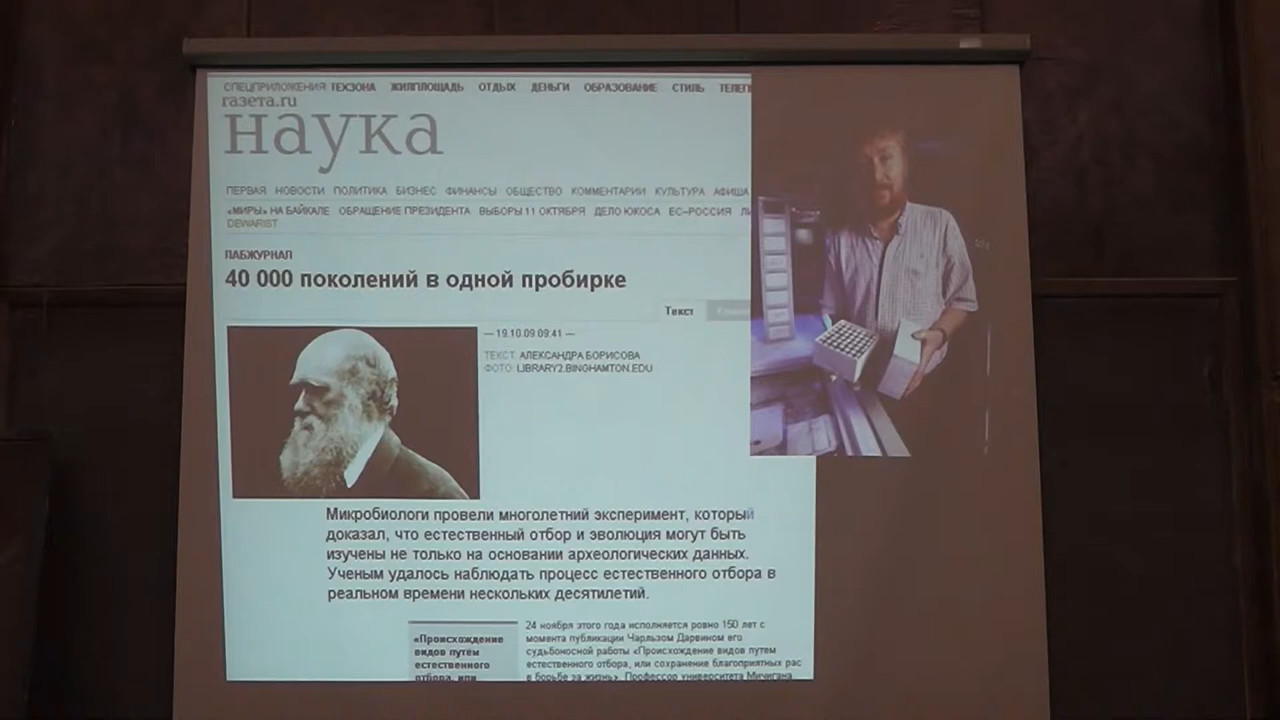 СПЕЦПРИЛОЖЕНИЯ ТЕХЗОНА ЖИЛПЛОЩАДЬ ОТДЫХ ДЕНЬГИ ОБРАЗОВАНИЕ СТИЛЬ ТЕЛЕГ
газета.ru
наука
ПЕРВАЯ НОВОСТИ ПОЛИТИКА БИЗНЕС ФИНАНСЫ ОБЩЕСТВО КОММЕНТАРИИ КУЛЬТУРА АФИША
«МИРЫ» НА БАЙКАЛЕ ОБРАЩЕНИЕ ПРЕЗИДЕНТА ВЫБОРЫ 11 ОКТЯБРЯ ДЕЛО ЮКОСА ЕС–РОССИЯ
DEWARIST
ЛАБЖУРНАЛ
40 000 поколений в одной пробирке
Текст
— 19.10.09 09:41 —
ТЕКСТ: АЛЕКСАНДРА БОРИСОВА
ФОТО: LIBRARY2.BINGHAMTON.EDU
Микробиологи провели многолетний эксперимент, который
доказал, что естественный отбор и эволюция могут быть
изучены не только на основании археологических данных.
Ученым удалось наблюдать процесс естественного отбора в
реальном времени нескольких десятилетий.
«Происхождение
видов путем
естественного
отбора, или
24 ноября этого года исполняется ровно 150 лет с
момента публикации Чарльзом Дарвином его
судьбоносной работы «Происхождение видов путем
естественного отбора, или сохранение благоприятных рас
в борьбе за жизнь». Профессор университета Мичигана